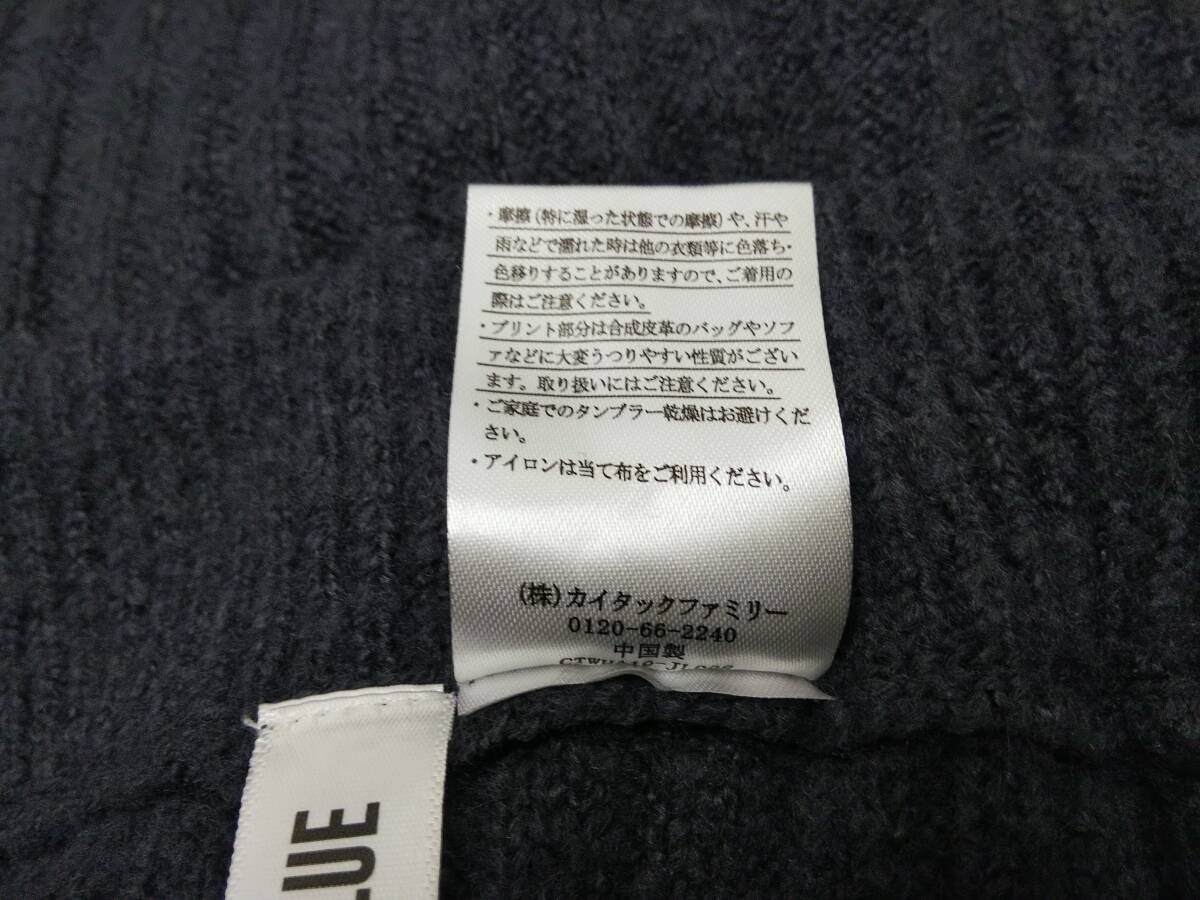 ・摩擦(特に湿った状態での摩擦)や、汗や
雨などで濡れた時は他の衣類等に色落ち・
色移りすることがありますので、ご着用の
際はご注意ください。
・プリント部分は合成皮革のバッグやソフ
ァなどに大変うつりやすい性質がござい
ます。取り扱いにはご注意ください。
・ご家庭でのタンブラー乾燥はお避けくだ
さい。
・アイロンは当て布をご利用ください。
(株)カイタックファミリー
0120-66-2240
中国製
LUE